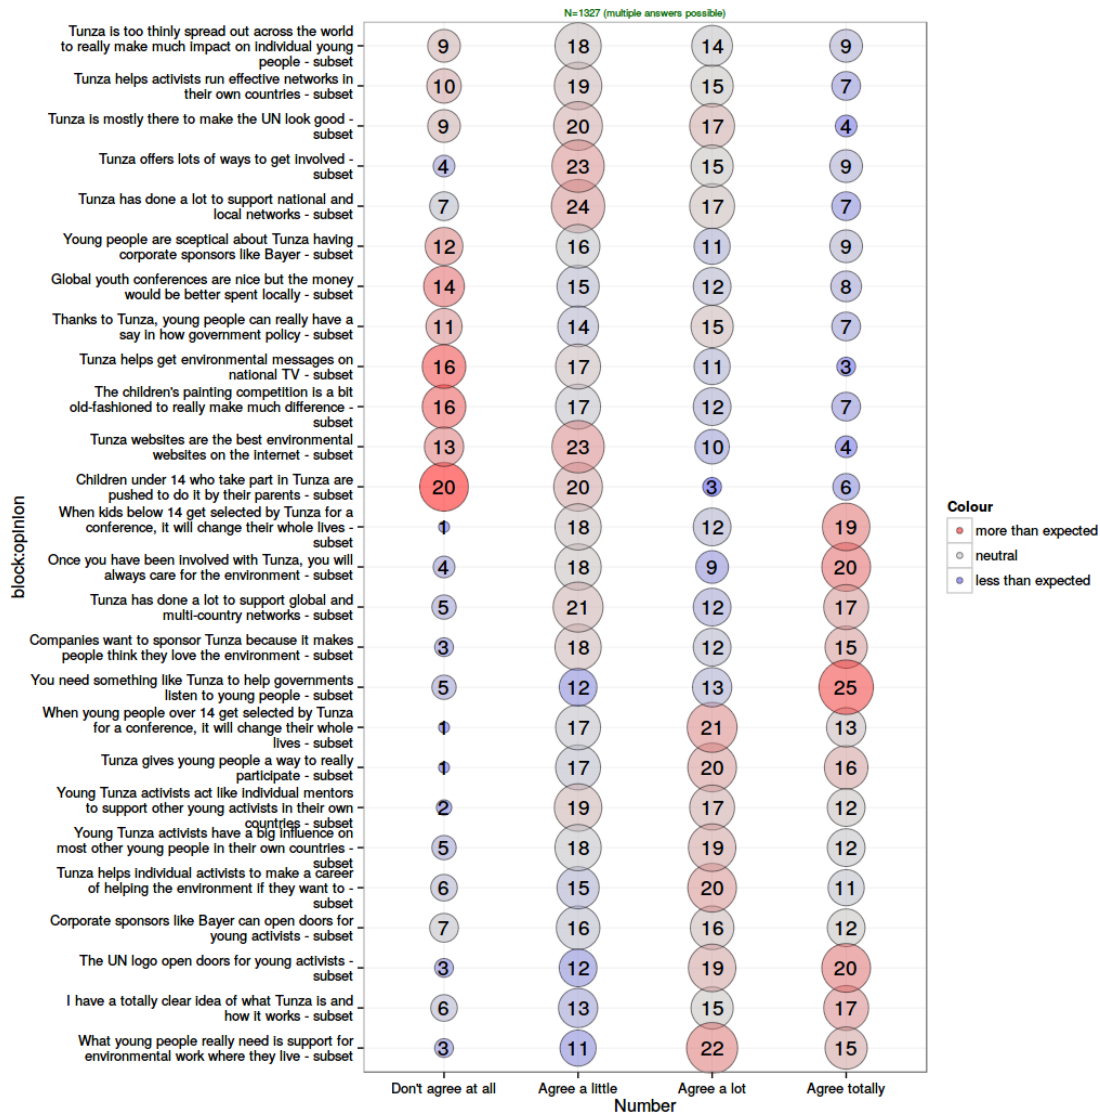 N=1327 (multiple answers possible)
Tunza is too thinly spread out across the world
to really make much impact on individual young
people - subset
9 18 14 9
Tunza helps activists run effective networks in
their own countries - subset
10 19 15 7
Tunza is mostly there to make the UN look good -
subset
9 20 17 4
Tunza offers lots of ways to get involved -
subset
4 23 15 9
Tunza has done a lot to support national and
local networks - subset
7 24 17 7
Young people are sceptical about Tunza having
corporate sponsors like Bayer - subset
12 16 11 9
Global youth conferences are nice but the money
would be better spent locally - subset
14 15 12 8
Thanks to Tunza, young people can really have a
say in how government policy - subset
11 14 15 7
Tunza helps get environmental messages on
national TV - subset
16 17 11 3
The children's painting competition is a bit
old-fashioned to really make much difference -
subset
16 17 12 7
Tunza websites are the best environmental
websites on the internet - subset
13 23 10 4
Children under 14 who take part in Tunza are
pushed to do it by their parents - subset
20 20 3 6
When kids below 14 get selected by Tunza for a
conference, it will change their whole lives -
subset
1 18 12 19
Once you have been involved with Tunza, you will
always care for the environment - subset
4 18 9 20
Tunza has done a lot to support global and
multi-country networks - subset
5 21 12 17
Companies want to sponsor Tunza because it makes
people think they love the environment - subset
3 18 12 15
You need something like Tunza to help governments
listen to young people - subset
5 12 13 25
When young people over 14 get selected by Tunza
for a conference, it will change their whole
lives - subset
1 17 21 13
Tunza gives young people a way to really
participate - subset
1 17 20 16
Young Tunza activists act like individual mentors
to support other young activists in their own
countries - subset
2 19 17 12
Young Tunza activists have a big influence on
most other young people in their own countries -
subset
5 18 19 12
Tunza helps individual activists to make a career
of helping the environment if they want to -
subset
6 15 20 11
Corporate sponsors like Bayer can open doors for
young activists - subset
7 16 16 12
The UN logo open doors for young activists -
subset
3 12 19 20
I have a totally clear idea of what Tunza is and
how it works - subset
6 13 15 17
What young people really need is support for
environmental work where they live - subset
3 11 22 15
Don't agree at all Agree a little Agree a lot Agree totally
Number
block:opinion
Colour
more than expected
neutral
less than expected